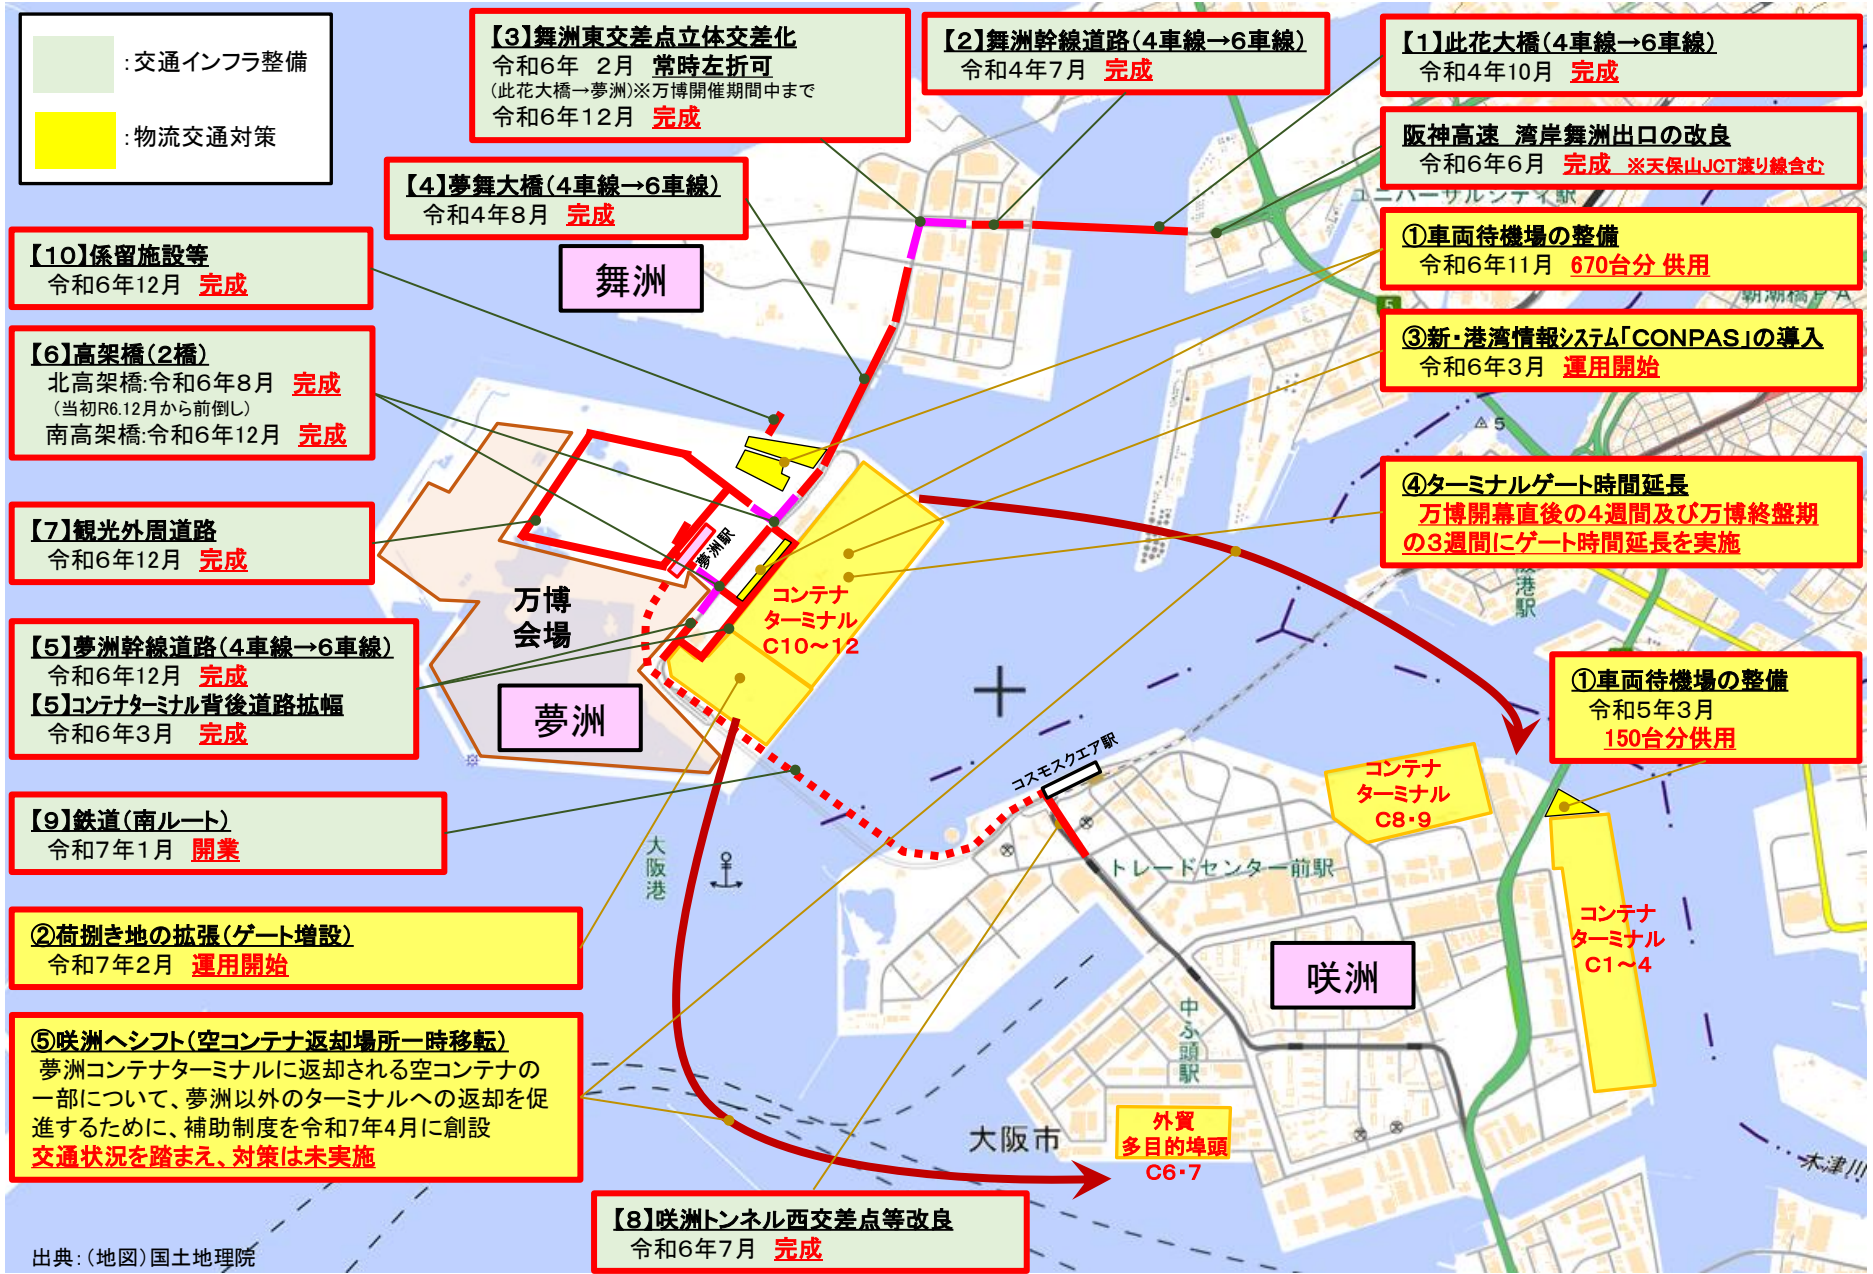 ：交通インフラ整備
：物流交通対策
【３】舞洲東交差点立体交差化
令和６年 ２月 常時左折可
（此花大橋→夢洲）※万博開催期間中まで
令和６年１２月 完成
【２】舞洲幹線道路（４車線→６車線）
令和４年７月 完成
【１】此花大橋（４車線→６車線）
令和４年１０月 完成
阪神高速 湾岸舞洲出口の改良
令和６年６月 完成 ※天保山JCT渡り線含む
ユニバーサルシティ駅
【４】夢舞大橋（４車線→６車線）
令和４年８月 完成
①車両待機場の整備
令和６年１１月 670台分 供用
朝潮橋ＰＡ
5
【１０】係留施設等
令和６年１２月 完成
舞洲
③新・港湾情報システム「CONPAS」の導入
令和６年３月 運用開始
【６】高架橋（２橋）
北高架橋：令和６年８月 完成
（当初R6.12月から前倒し）
南高架橋：令和６年１２月 完成
5
④ターミナルゲート時間延長
万博開幕直後の４週間及び万博終盤期
の３週間にゲート時間延長を実施
港駅
【７】観光外周道路
令和６年１２月 完成
夢洲駅
万博
会場
コンテナ
ターミナル
C10～12
【５】夢洲幹線道路（４車線→６車線）
令和６年１２月 完成
【５】コンテナターミナル背後道路拡幅
令和６年３月 完成
夢洲
①車両待機場の整備
令和５年３月
150台分供用
コスモスクエア駅
コンテナ
ターミナル
C8・9
【９】鉄道（南ルート）
令和７年１月 開業
大阪港
トレードセンター前駅
コンテナ
ターミナル
C1～4
②荷捌き地の拡張（ゲート増設）
令和７年２月 運用開始
咲洲
中ふ頭駅
⑤咲洲へシフト（空コンテナ返却場所一時移転）
夢洲コンテナターミナルに返却される空コンテナの
一部について、夢洲以外のターミナルへの返却を促
進するために、補助制度を令和７年４月に創設
交通状況を踏まえ、対策は未実施
大阪市
外貿
多目的埠頭
C6・7
木津川
【８】咲洲トンネル西交差点等改良
令和６年７月 完成
出典：（地図）国土地理院